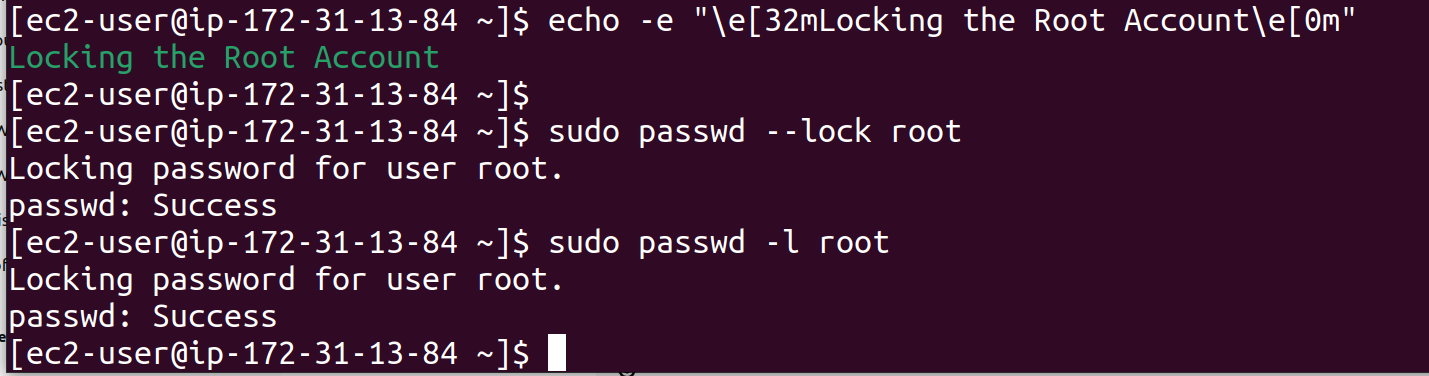 [ec2-user@ip-172-31-13-84 ~]$ echo -e "\e[32mLocking the Root Account\e[0m"
Locking the Root Account
[ec2-user@ip-172-31-13-84 ~]$
[ec2-user@ip-172-31-13-84 ~]$ sudo passwd --lock root
Locking password for user root.
passwd: Success
[ec2-user@ip-172-31-13-84 ~]$ sudo passwd -l root
Locking password for user root.
passwd: Success
[ec2-user@ip-172-31-13-84 ~]$